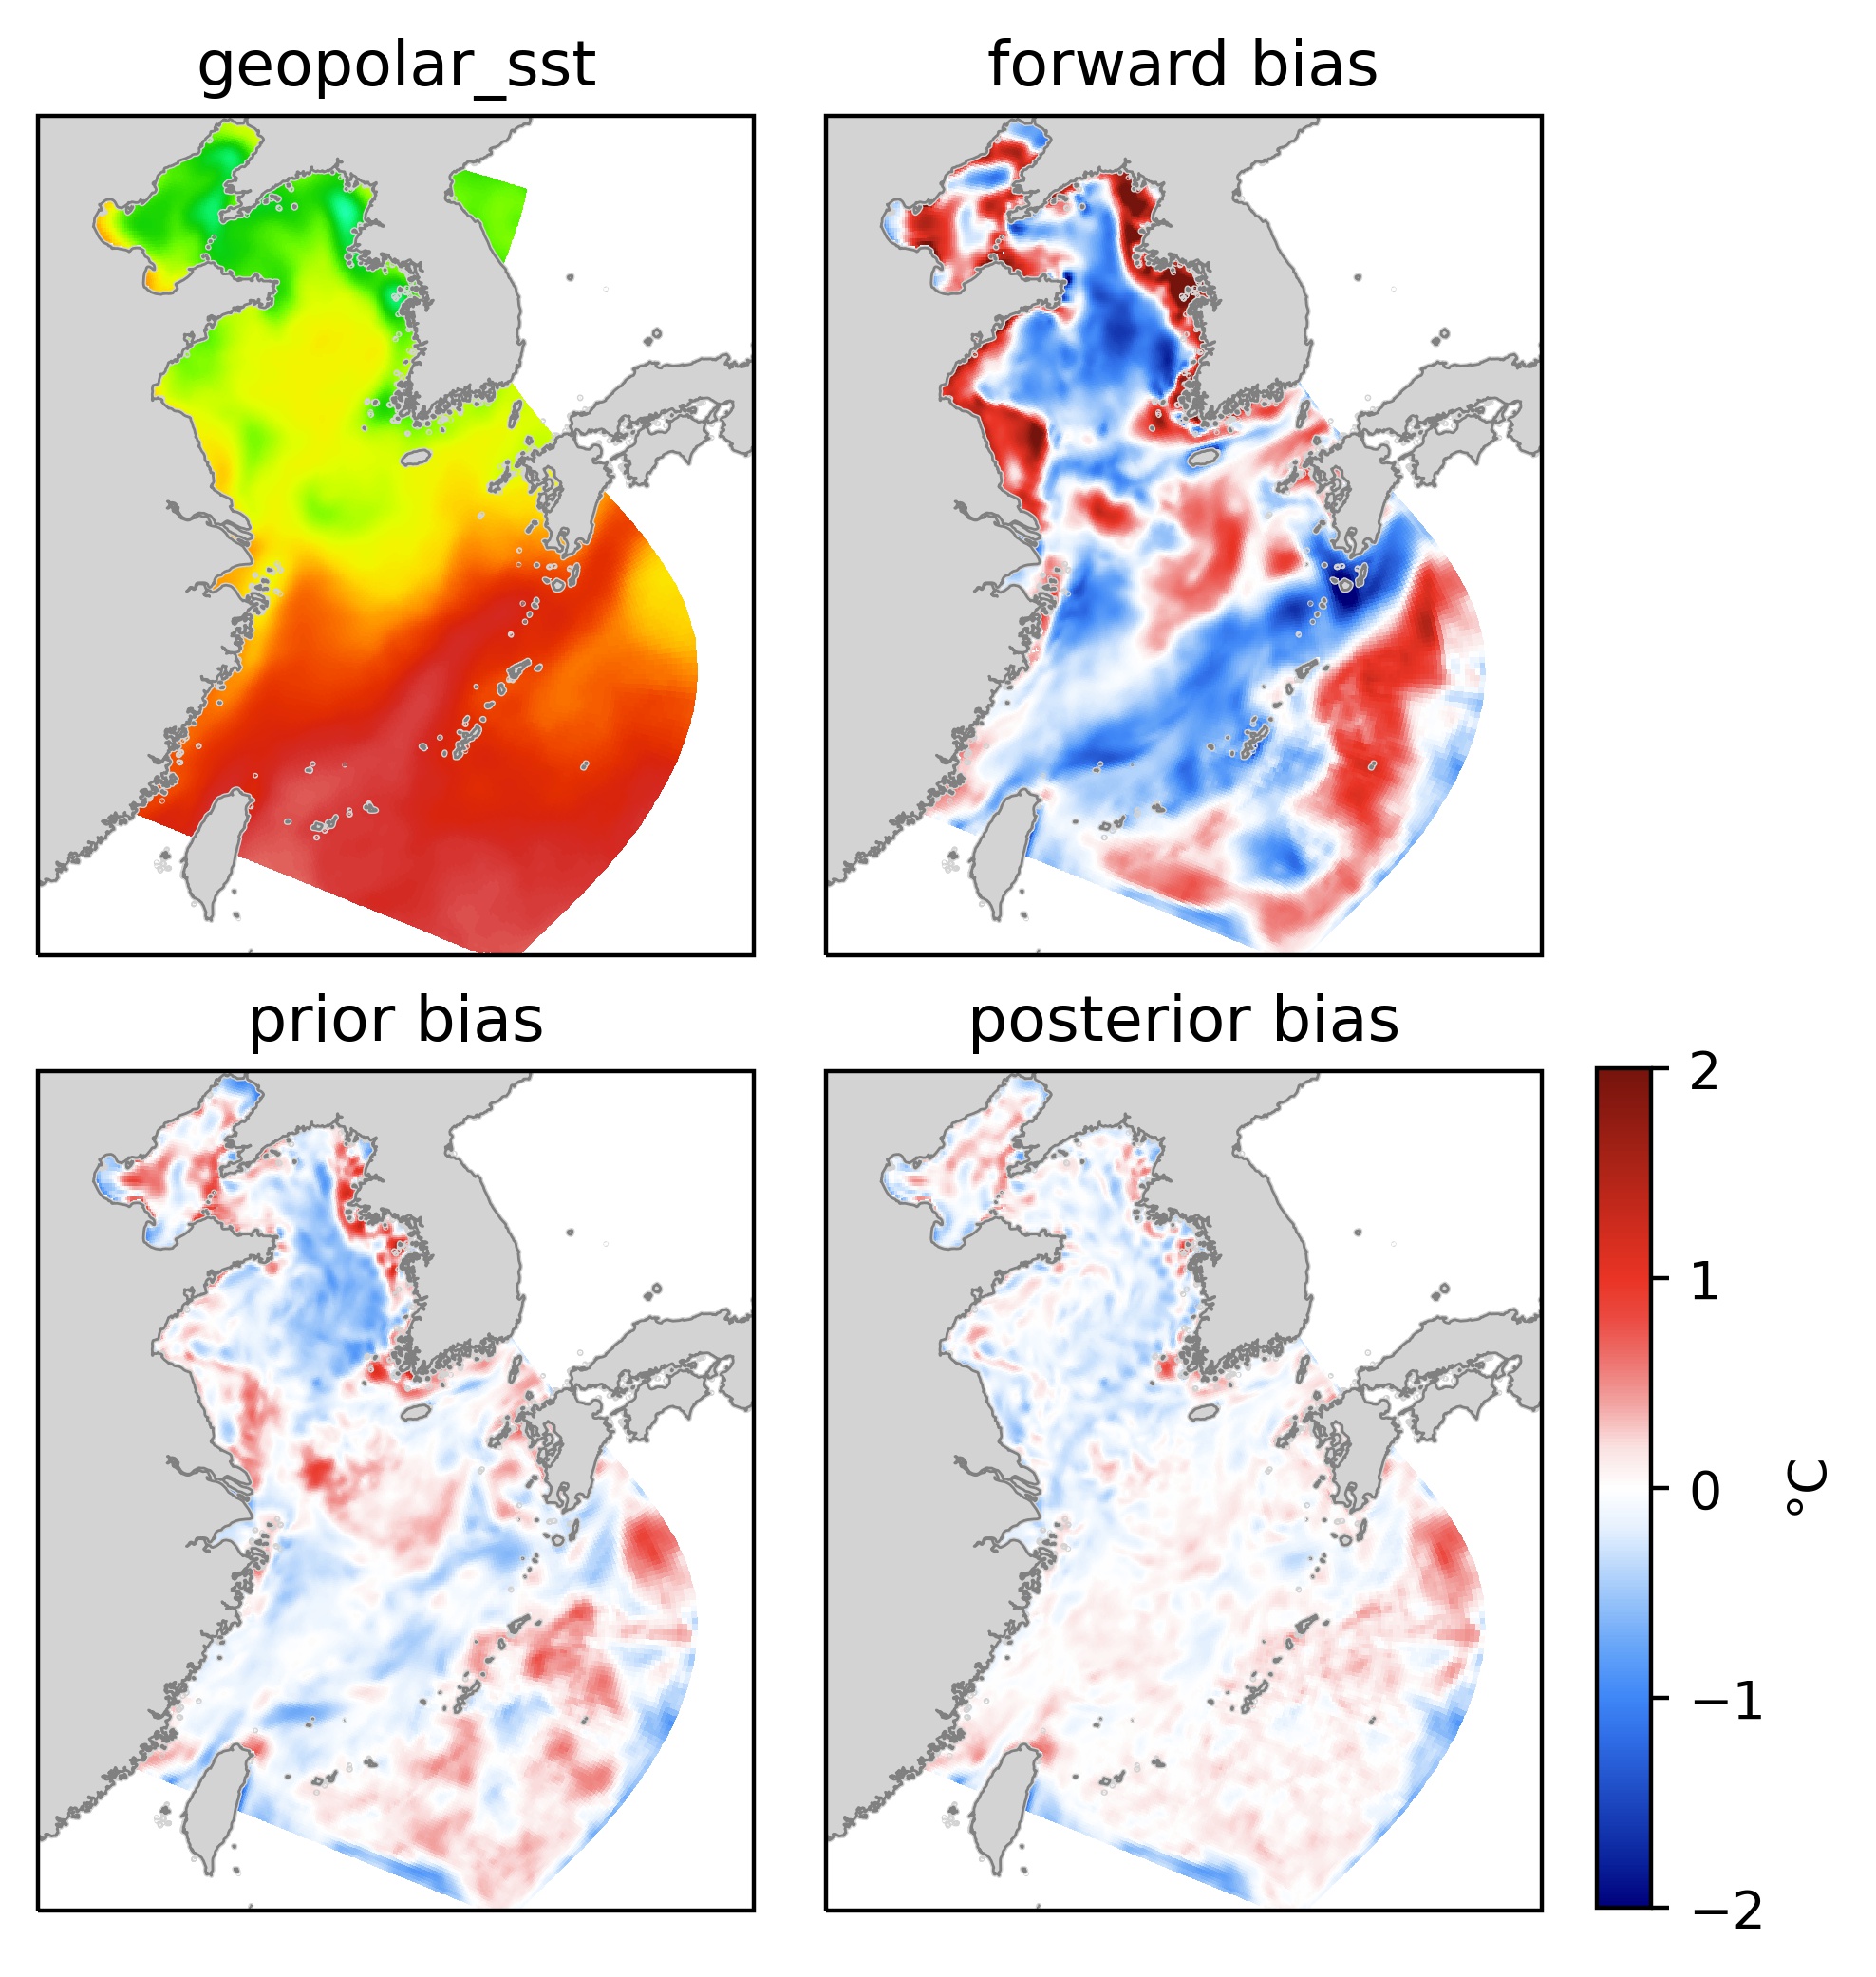 geopolar_sst
forward bias
prior bias
posterior bias
2
1
0
−1
−2
°C